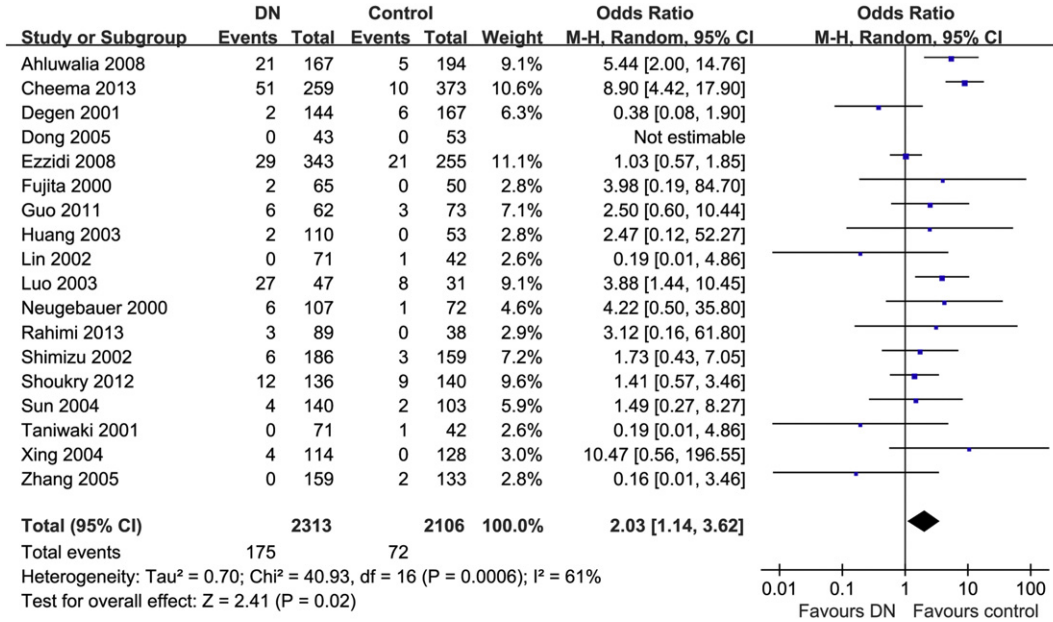 DN Control Odds Ratio Odds Ratio
Study or Subgroup Events Total Events Total Weight M-H, Random, 95% CI M-H, Random, 95% CI
Ahluwalia 2008 21 167 5 194 9.1% 5.44 [2.00, 14.76]
Cheema 2013 51 259 10 373 10.6% 8.90 [4.42, 17.90]
Degen 2001 2 144 6 167 6.3% 0.38 [0.08, 1.90]
Dong 2005 0 43 0 53 Not estimable
Ezzidi 2008 29 343 21 255 11.1% 1.03 [0.57, 1.85]
Fujita 2000 2 65 0 50 2.8% 3.98 [0.19, 84.70]
Guo 2011 6 62 3 73 7.1% 2.50 [0.60, 10.44]
Huang 2003 2 110 0 53 2.8% 2.47 [0.12, 52.27]
Lin 2002 0 71 1 42 2.6% 0.19 [0.01, 4.86]
Luo 2003 27 47 8 31 9.1% 3.88 [1.44, 10.45]
Neugebauer 2000 6 107 1 72 4.6% 4.22 [0.50, 35.80]
Rahimi 2013 3 89 0 38 2.9% 3.12 [0.16, 61.80]
Shimizu 2002 6 186 3 159 7.2% 1.73 [0.43, 7.05]
Shoukry 2012 12 136 9 140 9.6% 1.41 [0.57, 3.46]
Sun 2004 4 140 2 103 5.9% 1.49 [0.27, 8.27]
Taniwaki 2001 0 71 1 42 2.6% 0.19 [0.01, 4.86]
Xing 2004 4 114 0 128 3.0% 10.47 [0.56, 196.55]
Zhang 2005 0 159 2 133 2.8% 0.16 [0.01, 3.46]
Total (95% CI) 2313 2106 100.0% 2.03 [1.14, 3.62]
Total events 175 72
Heterogeneity: Tau² = 0.70; Chi² = 40.93, df = 16 (P = 0.0006); I² = 61%
Test for overall effect: Z = 2.41 (P = 0.02)
0.01 0.1 1 10 100
Favours DN Favours control